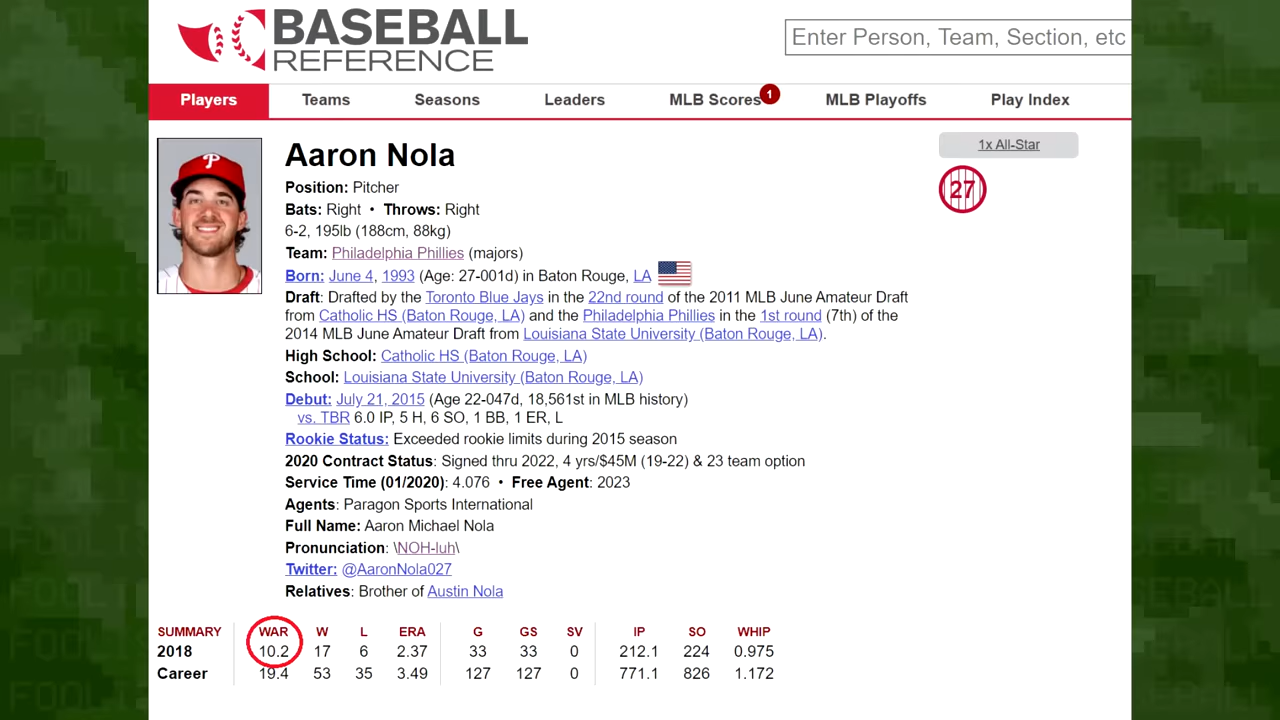 BASEBALL
REFERENCE
Enter Person, Team, Section, etc
Players Teams Seasons Leaders MLB Scores 1 MLB Playoffs Play Index
Aaron Nola
1x All-Star
27
Position: Pitcher
Bats: Right • Throws: Right
6-2, 195lb (188cm, 88kg)
Team: Philadelphia Phillies (majors)
Born: June 4, 1993 (Age: 27-001d) in Baton Rouge, LA
Draft: Drafted by the Toronto Blue Jays in the 22nd round of the 2011 MLB June Amateur Draft
from Catholic HS (Baton Rouge, LA) and the Philadelphia Phillies in the 1st round (7th) of the
2014 MLB June Amateur Draft from Louisiana State University (Baton Rouge, LA).
High School: Catholic HS (Baton Rouge, LA)
School: Louisiana State University (Baton Rouge, LA)
Debut: July 21, 2015 (Age 22-047d, 18,561st in MLB history)
vs. TBR 6.0 IP, 5 H, 6 SO, 1 BB, 1 ER, L
Rookie Status: Exceeded rookie limits during 2015 season
2020 Contract Status: Signed thru 2022, 4 yrs/$45M (19-22) & 23 team option
Service Time (01/2020): 4.076 • Free Agent: 2023
Agents: Paragon Sports International
Full Name: Aaron Michael Nola
Pronunciation: \NOH-luh\
Twitter: @AaronNola027
Relatives: Brother of Austin Nola
SUMMARY WAR W L ERA G GS SV IP SO WHIP
2018 10.2 17 6 2.37 33 33 0 212.1 224 0.975
Career 19.4 53 35 3.49 127 127 0 771.1 826 1.172